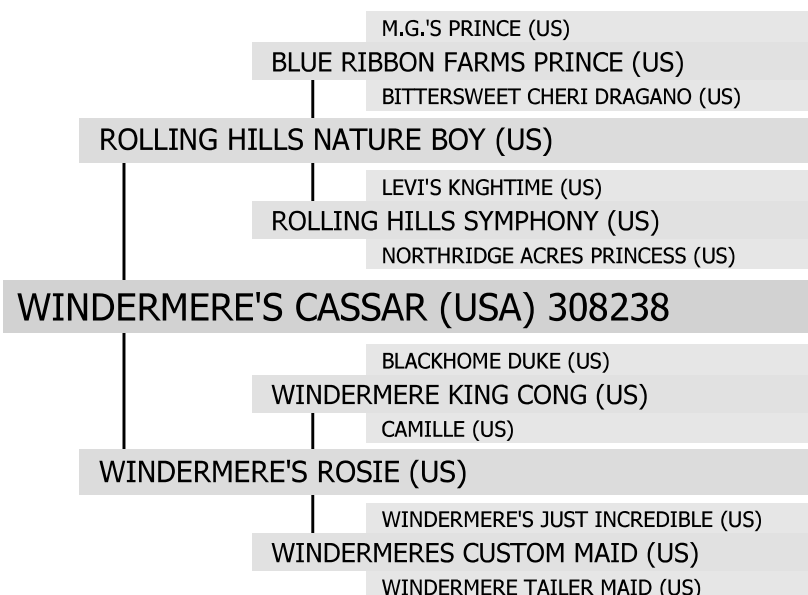 M.G.'S PRINCE (US)
BLUE RIBBON FARMS PRINCE (US)
BITTERSWEET CHERI DRAGANO (US)
ROLLING HILLS NATURE BOY (US)
LEVI'S KNGHTIME (US)
ROLLING HILLS SYMPHONY (US)
NORTHRIDGE ACRES PRINCESS (US)
WINDERMERE'S CASSAR (USA) 308238
BLACKHOME DUKE (US)
WINDERMERE KING CONG (US)
CAMILLE (US)
WINDERMERE'S ROSIE (US)
WINDERMERE'S JUST INCREDIBLE (US)
WINDERMERES CUSTOM MAID (US)
WINDERMERE TAILER MAID (US)